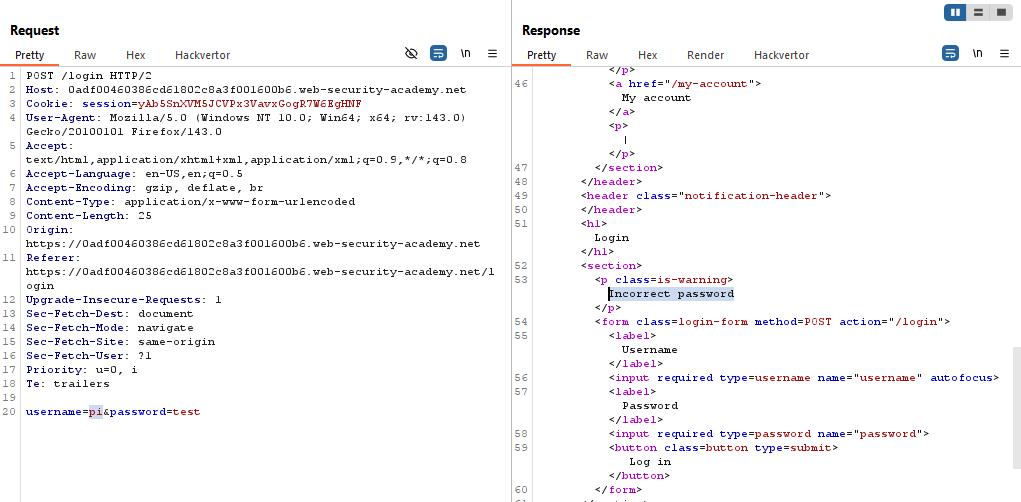 Request
Pretty Raw Hex Hackvertor \n
1 POST /login HTTP/2
2 Host: 0adf00460386cd61802c8a3f001600b6.web-security-academy.net
3 Cookie: session=yAb5SnXVM5JCVPx3VavxGogR7W6EgHNF
4 User-Agent: Mozilla/5.0 (Windows NT 10.0; Win64; x64; rv:143.0)
Gecko/20100101 Firefox/143.0
5 Accept:
text/html,application/xhtml+xml,application/xml;q=0.9,*/*;q=0.8
6 Accept-Language: en-US,en;q=0.5
7 Accept-Encoding: gzip, deflate, br
8 Content-Type: application/x-www-form-urlencoded
9 Content-Length: 25
10 Origin:
https://0adf00460386cd61802c8a3f001600b6.web-security-academy.net
11 Referer:
https://0adf00460386cd61802c8a3f001600b6.web-security-academy.net/l
ogin
12 Upgrade-Insecure-Requests: 1
13 Sec-Fetch-Dest: document
14 Sec-Fetch-Mode: navigate
15 Sec-Fetch-Site: same-origin
16 Sec-Fetch-User: ?1
17 Priority: u=0, i
18 Te: trailers
19
20 username=pi&password=test
Response
Pretty Raw Hex Render Hackvertor \n
</p>
46 <a href="/my-account">
My account
</a>
<p>
|
</p>
47 </section>
48 </header>
49 <header class="notification-header">
50 </header>
51 <h1>
Login
</h1>
52 <section>
53 <p class=is-warning>
Incorrect password
</p>
54 <form class=login-form method=POST action="/login">
55 <label>
Username
</label>
56 <input required type=username name="username" autofocus>
57 <label>
Password
</label>
58 <input required type=password name="password">
59 <button class=button type=submit>
Log in
</button>
60 </form>